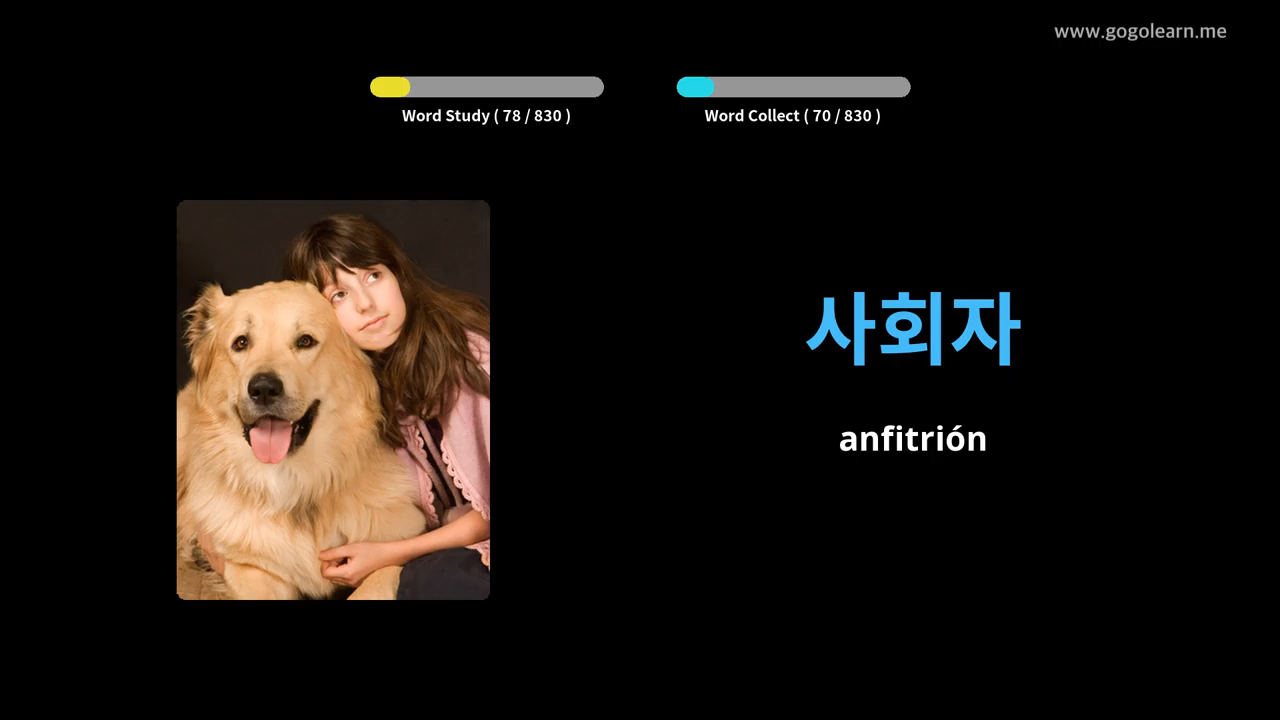 www.gogolearn.me
Word Study ( 78 / 830 )
Word Collect ( 70 / 830 )
사회자
anfitrión